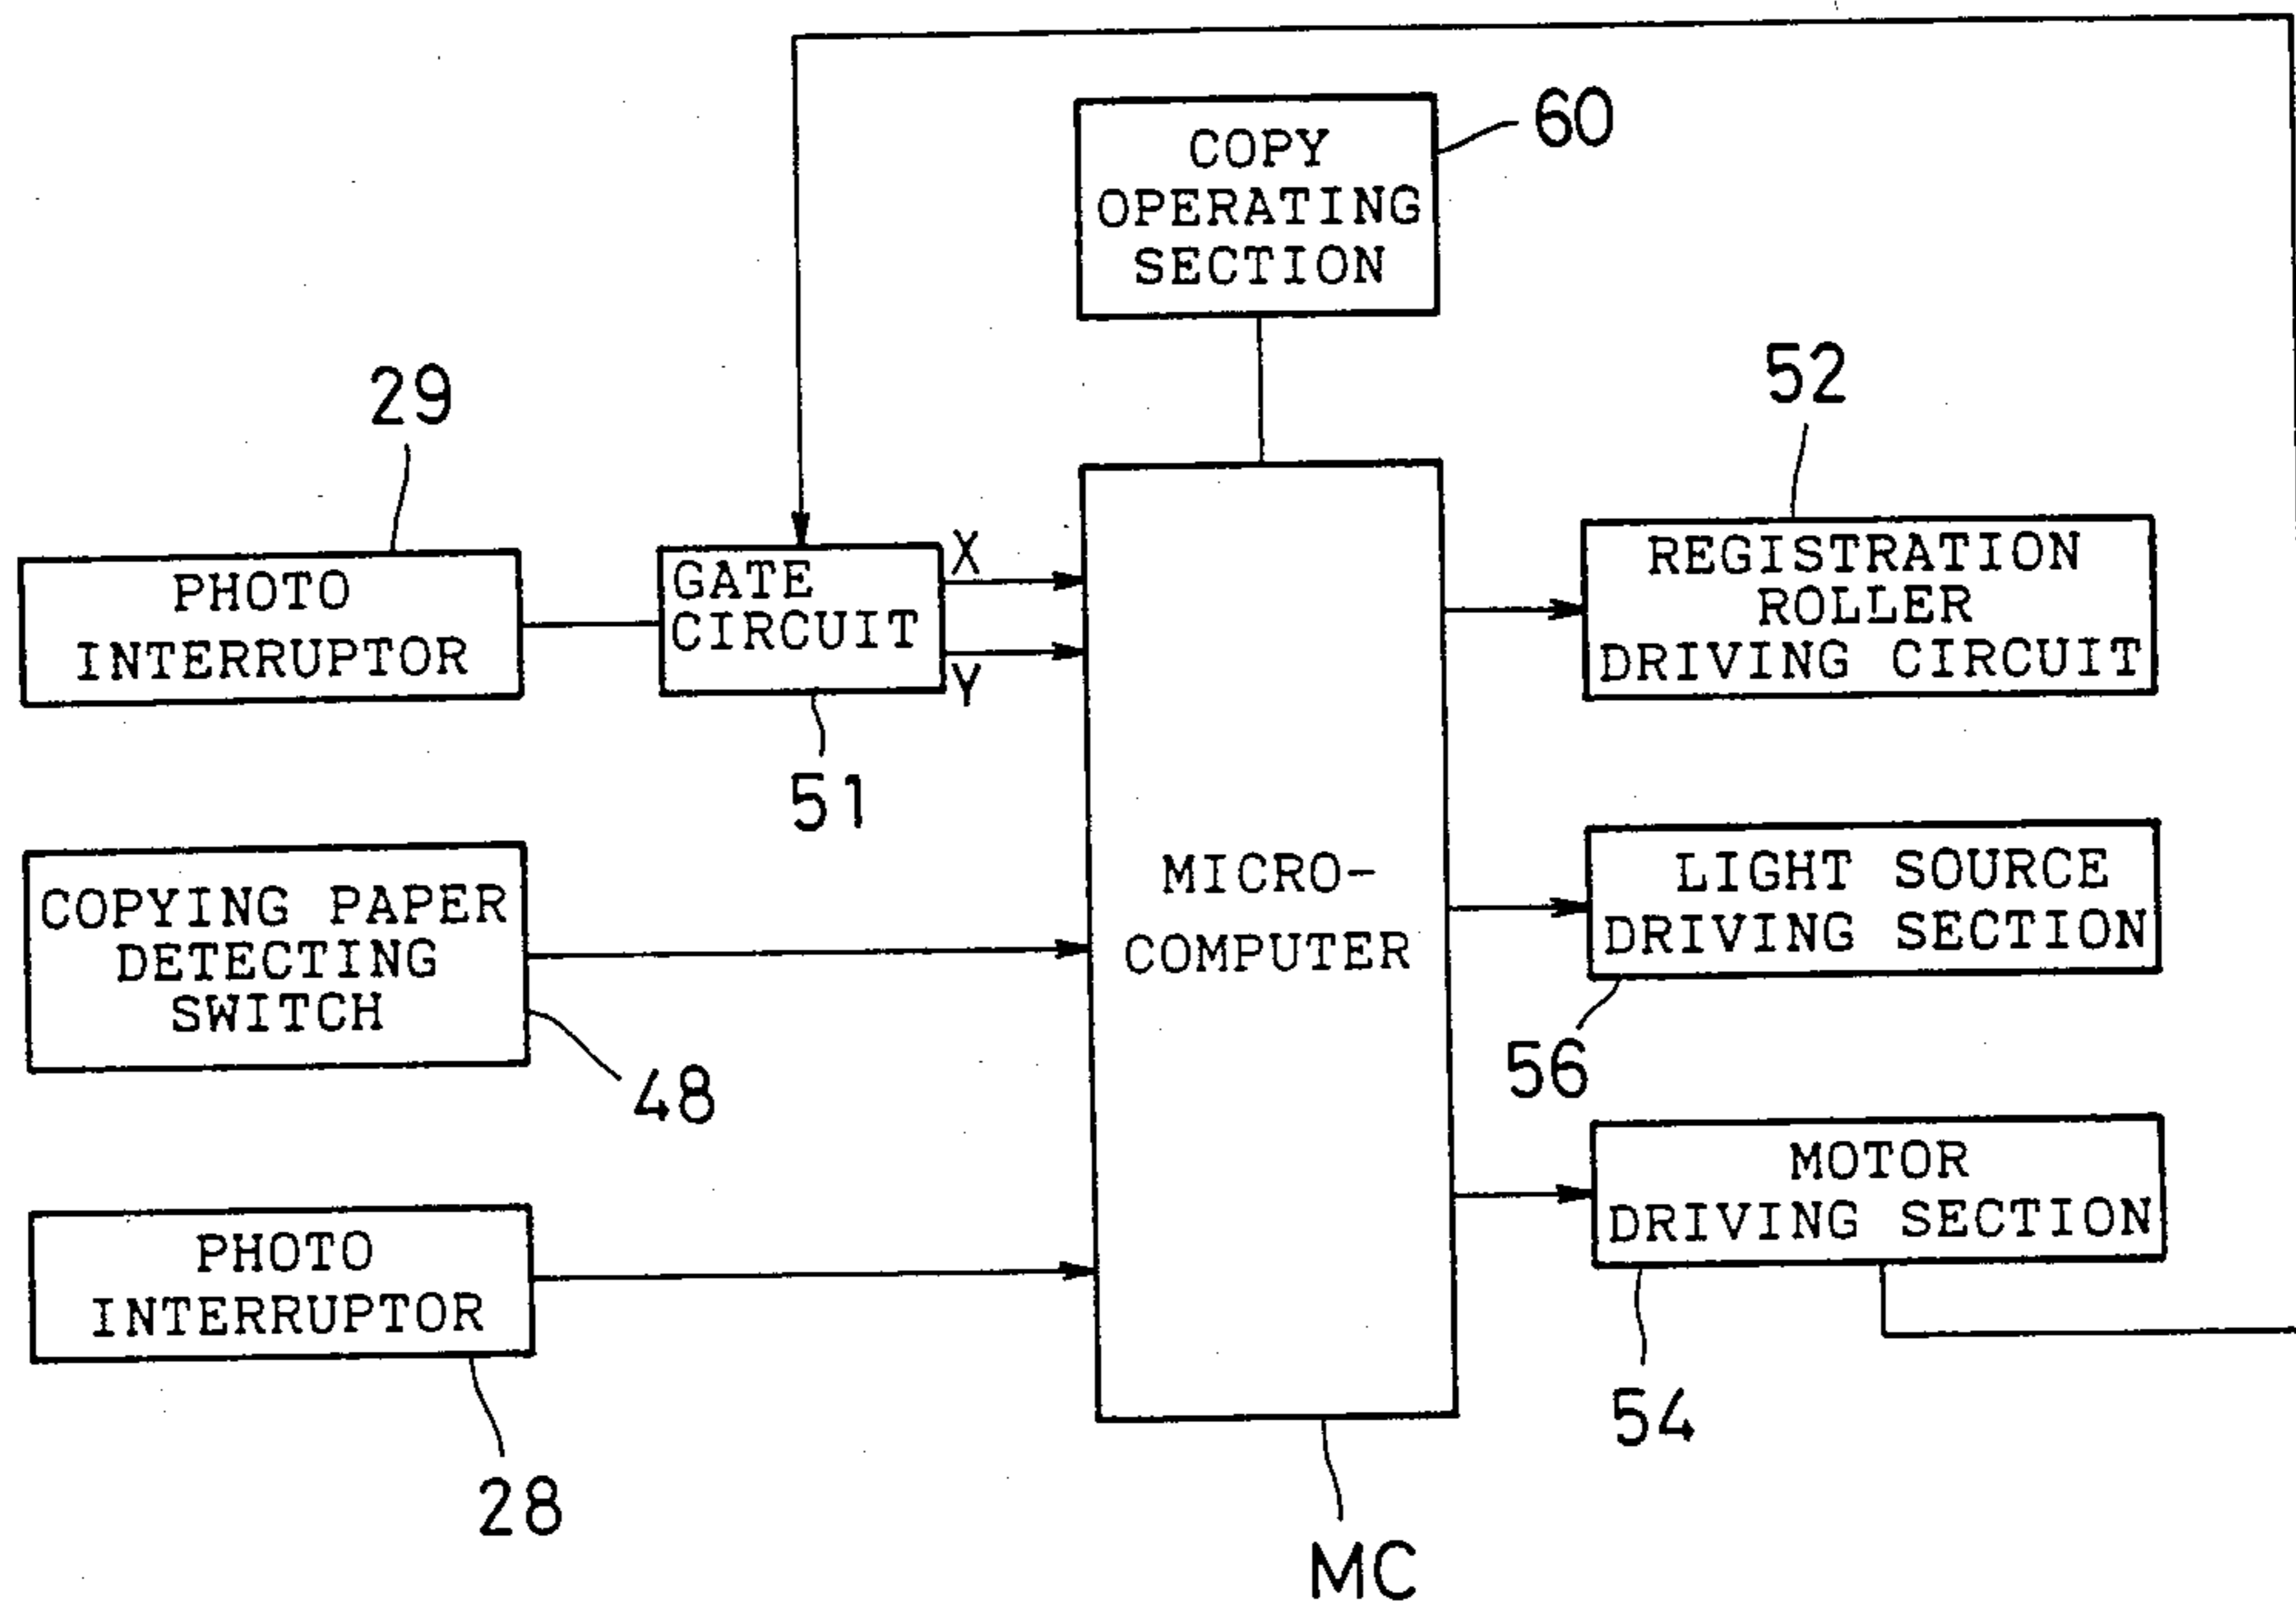 COPY
OPERATING
SECTION
60
29
PHOTO
INTERRUPTOR
GATE
CIRCUIT
X
Y
51
52
REGISTRATION
ROLLER
DRIVING CIRCUIT
COPYING PAPER
DETECTING
SWITCH
48
MICRO-
COMPUTER
LIGHT SOURCE
DRIVING SECTION
56
PHOTO
INTERRUPTOR
28
MOTOR
DRIVING SECTION
54
MC